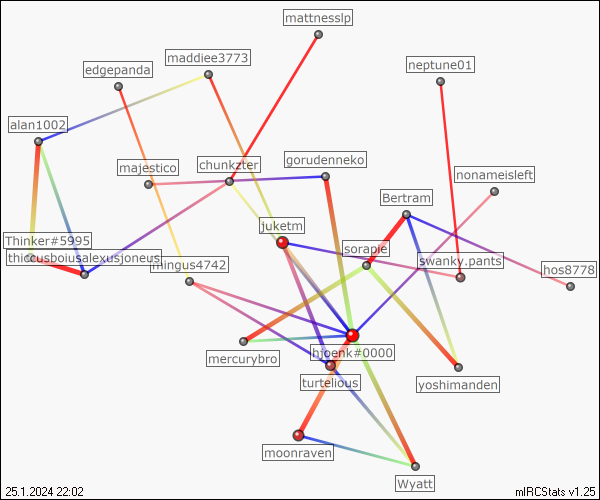 mattnesslp
maddiee3773
neptune01
edgepanda
alan1002
chunkzter
gorudenneko
majestico
nonameisleft
Bertram
juketm
Thinker#5995
sorapie
thiccusboiusalexusjoneus
mingus4742
swanky.pants
hos8778
hjoenk#0000
mercurybro
turtelious
yoshimanden
moonraven
Wyatt
25.1.2024 22:02
mIRCStats v1.25